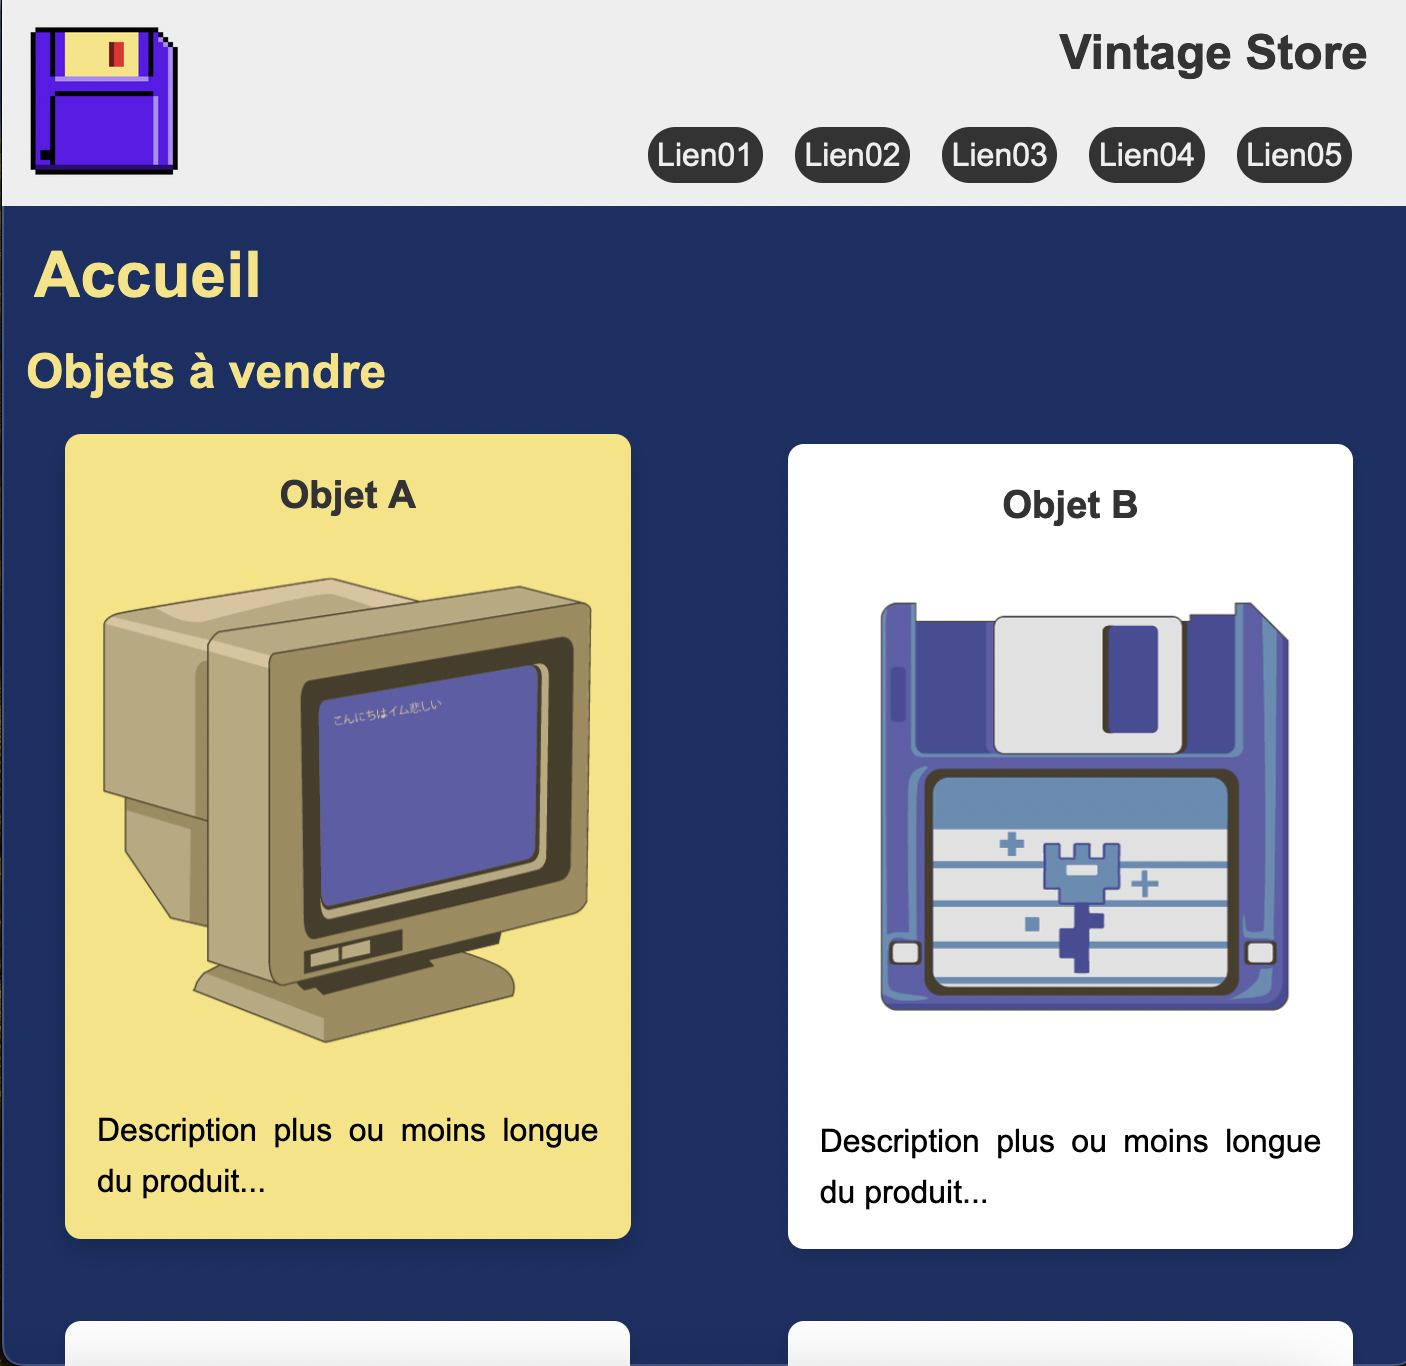 Vintage Store
Lien01 Lien02 Lien03 Lien04 Lien05
Accueil
Objets à vendre
Objet A
こんにちはイム悲しい
Description plus ou moins longue
du produit...
Objet B
Description plus ou moins longue
du produit...